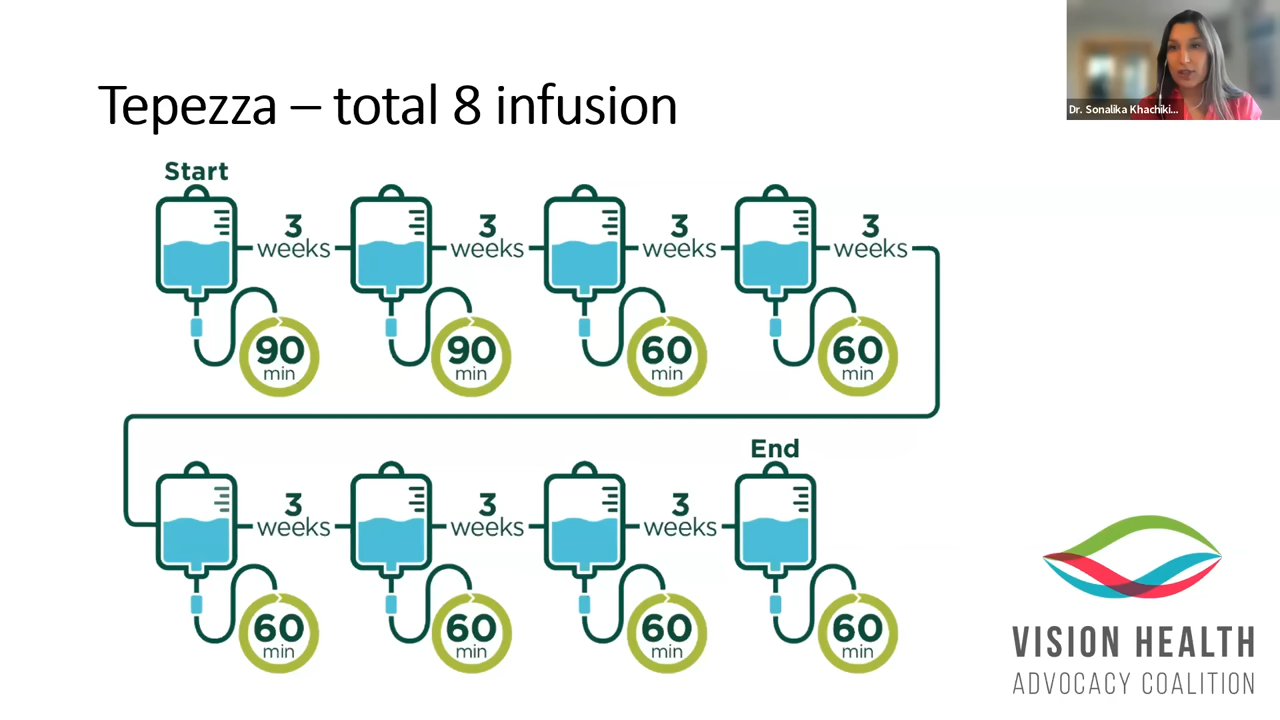 Dr. Sonalika Khachiki...
Tepezza – total 8 infusion
Start
3 weeks
3 weeks
3 weeks
3 weeks
90 min
90 min
60 min
60 min
End
3 weeks
3 weeks
3 weeks
60 min
60 min
60 min
60 min
VISION HEALTH
ADVOCACY COALITION